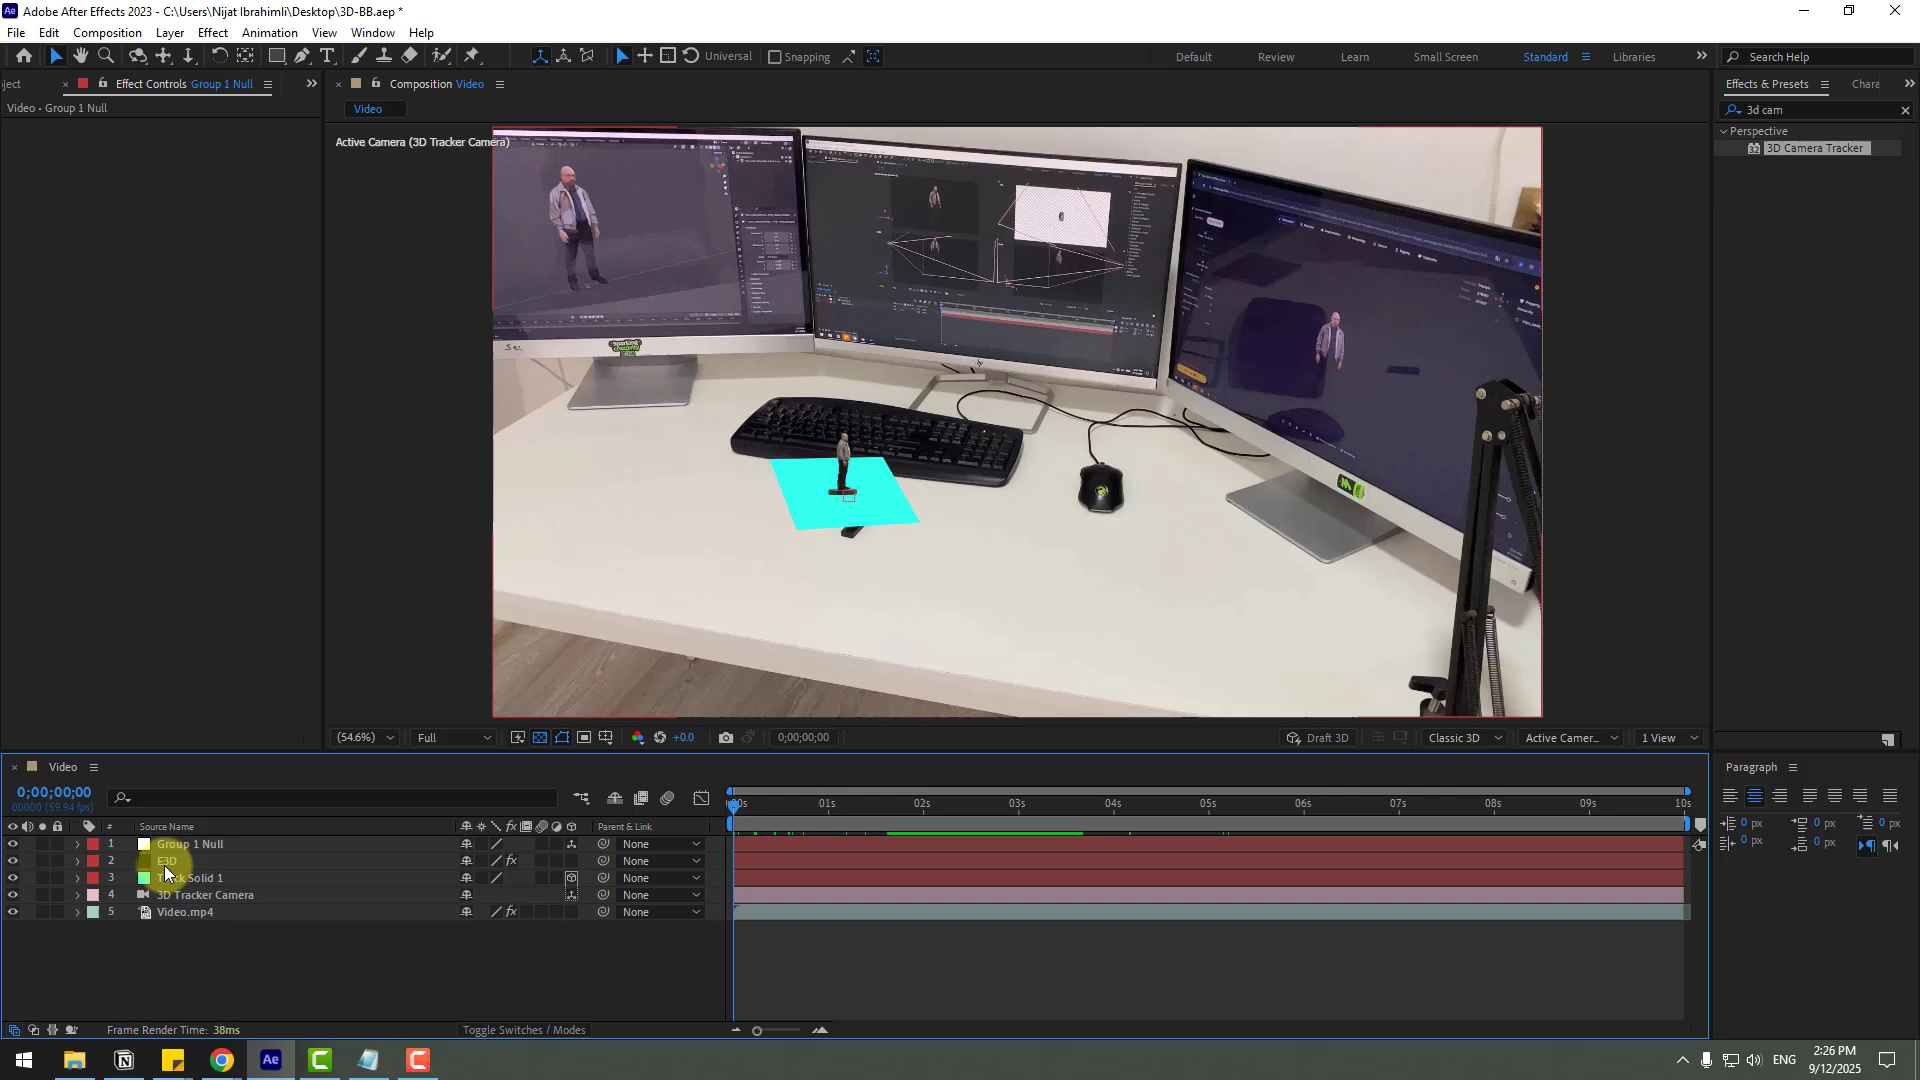 Adobe After Effects 2023 - C:\Users\Nijat Ibrahimli\Desktop\3D-BB.aep *
File Edit Composition Layer Effect Animation View Window Help
Universal Snapping Default Review Learn Small Screen Standard Libraries Search Help
ject Effect Controls Group 1 Null Composition Video Effects & Presets Chara
Video • Group 1 Null Video 3d cam
Perspective
3D Camera Tracker
Active Camera (3D Tracker Camera)
(54.6%) Full +0.0 0;00;00;00 Draft 3D Classic 3D Active Camer... 1 View
Video Paragraph
0;00;00;00
00000 (59.94 fps)
00s 01s 02s 03s 04s 05s 06s 07s 08s 09s 10s
# Source Name fx Parent & Link
1 Group 1 Null None
2 E3D fx None
3 Track Solid 1 None
4 3D Tracker Camera None
5 Video.mp4 fx None
0 px 0 px 0 px
0 px 0 px
Frame Render Time: 38ms Toggle Switches / Modes
ENG 2:26 PM
9/12/2025